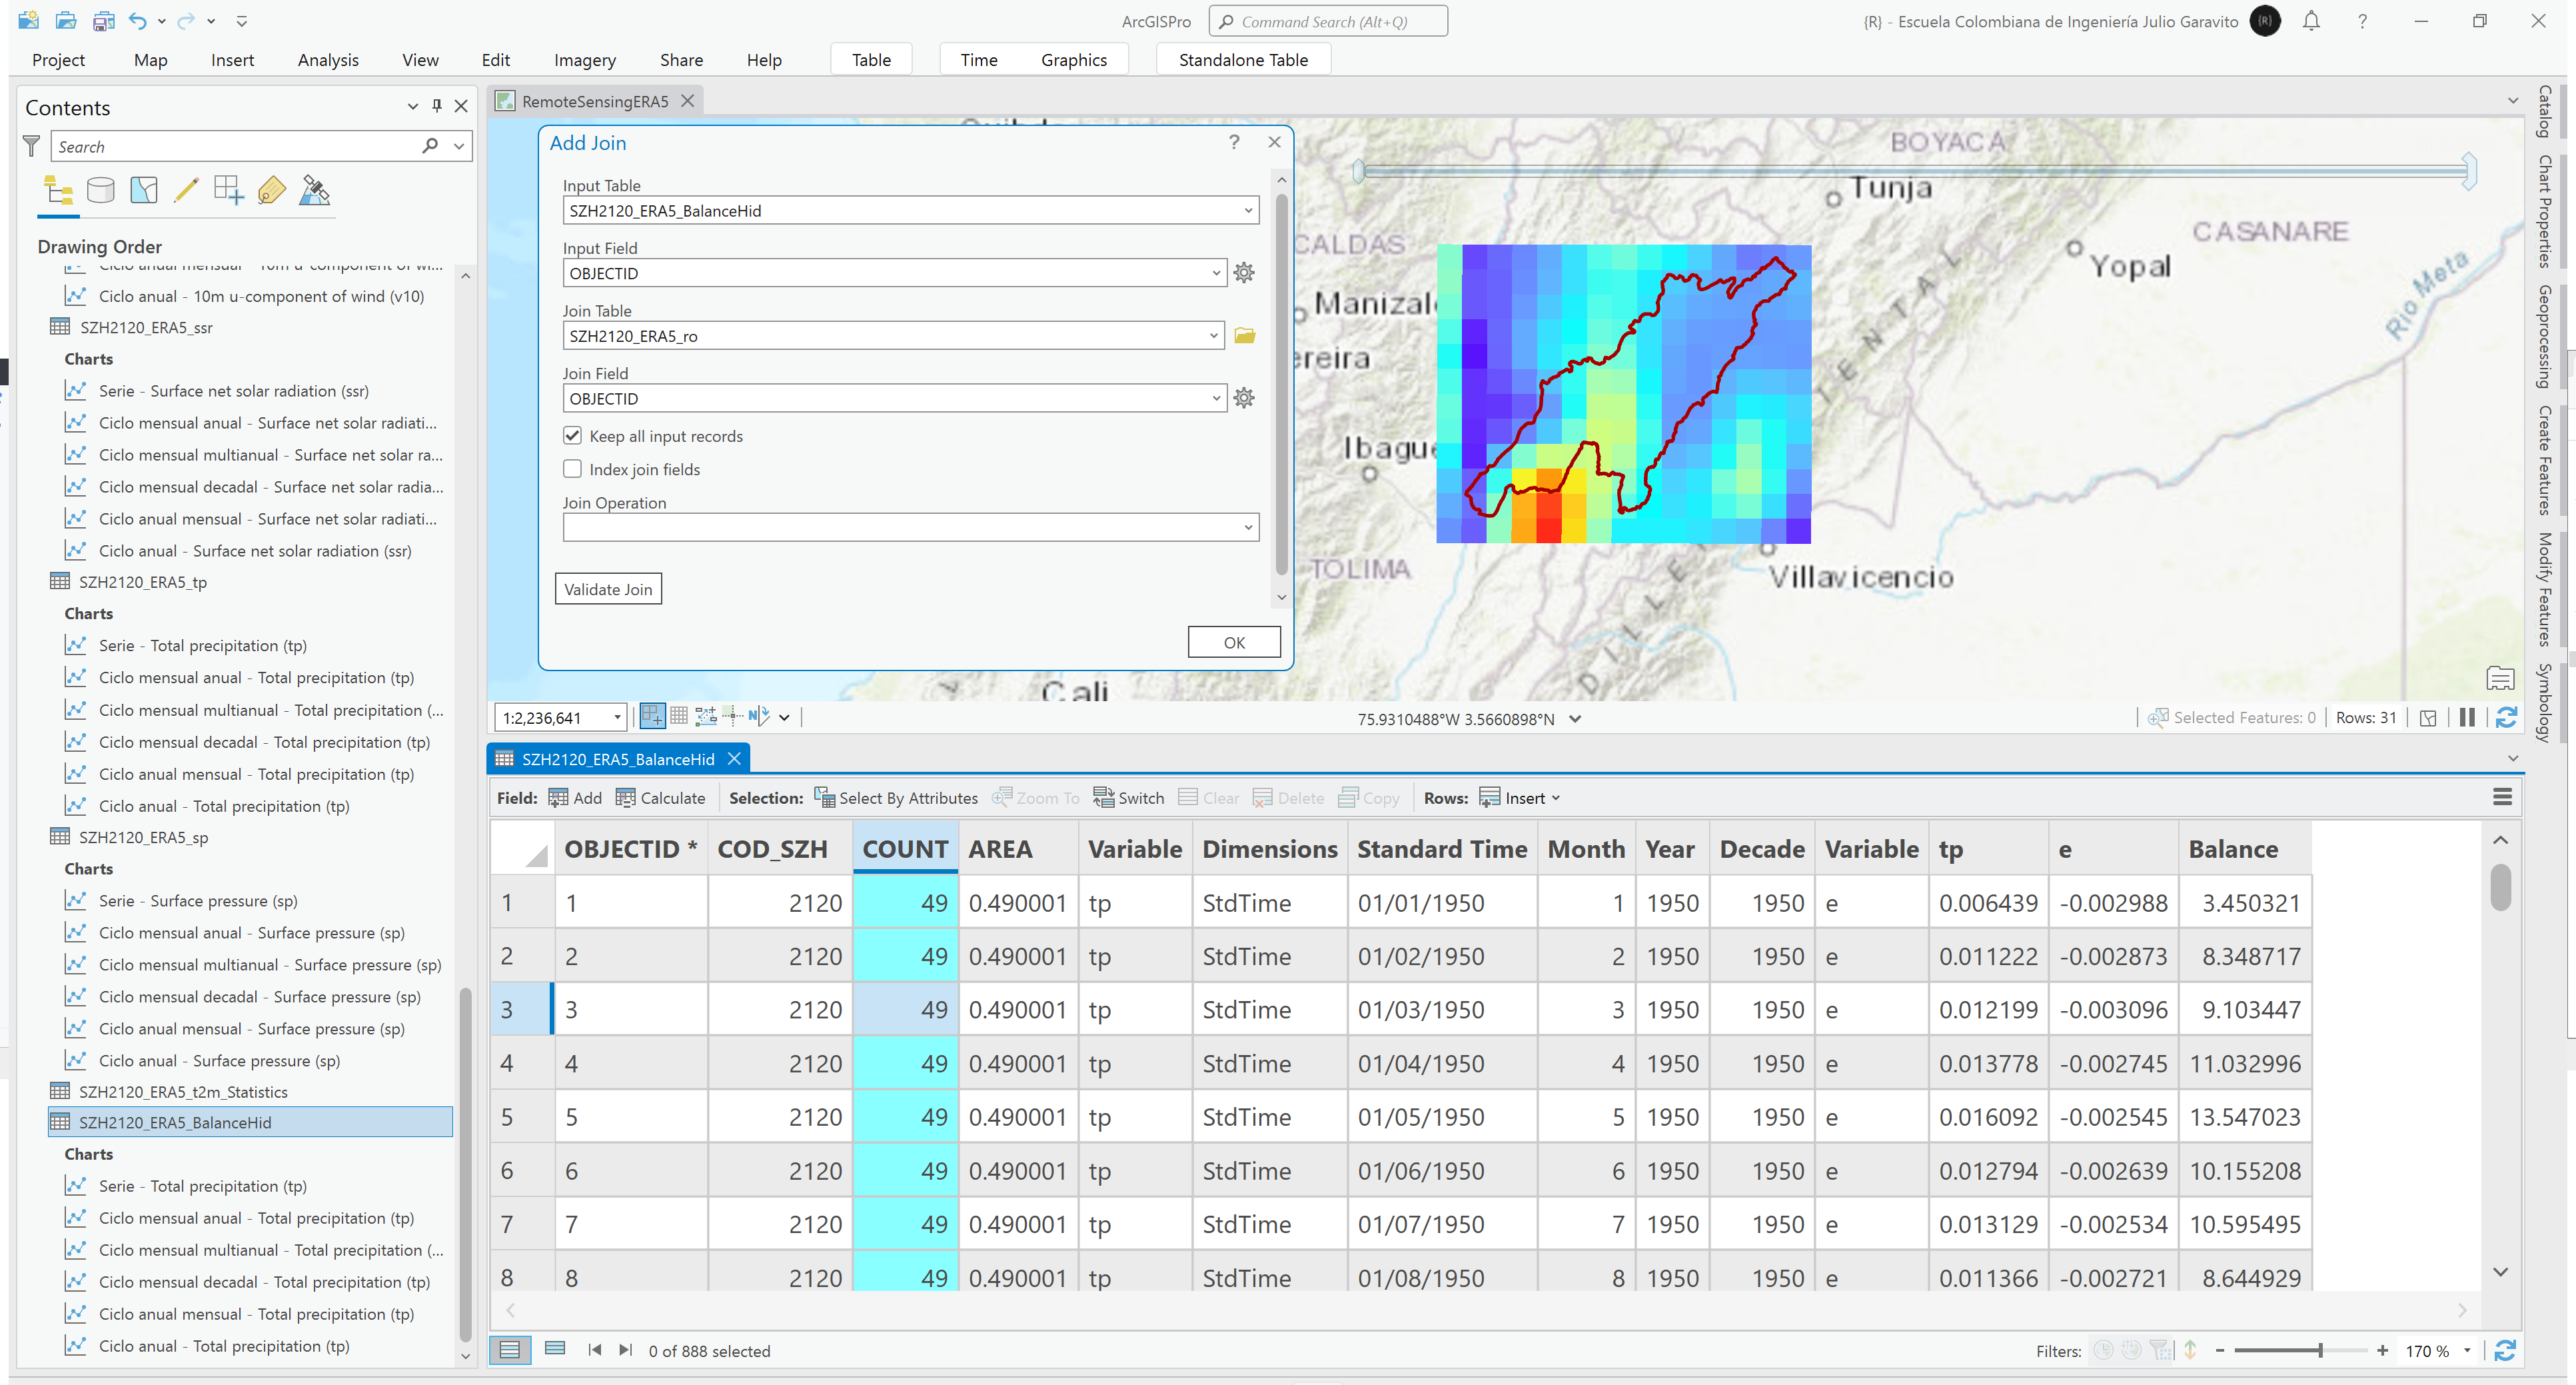 ArcGISPro
Command Search (Alt+Q)
{R} - Escuela Colombiana de Ingeniería Julio Garavito
{R}
?
Project Map Insert Analysis View Edit Imagery Share Help Table Time Graphics Standalone Table
Contents
Search
Drawing Order
Ciclo anual mensual - 10m u-component of wi...
Ciclo anual - 10m u-component of wind (v10)
SZH2120_ERA5_ssr
Charts
Serie - Surface net solar radiation (ssr)
Ciclo mensual anual - Surface net solar radiati...
Ciclo mensual multianual - Surface net solar ra...
Ciclo mensual decadal - Surface net solar radia...
Ciclo anual mensual - Surface net solar radiati...
Ciclo anual - Surface net solar radiation (ssr)
SZH2120_ERA5_tp
Charts
Serie - Total precipitation (tp)
Ciclo mensual anual - Total precipitation (tp)
Ciclo mensual multianual - Total precipitation (...
Ciclo mensual decadal - Total precipitation (tp)
Ciclo anual mensual - Total precipitation (tp)
Ciclo anual - Total precipitation (tp)
SZH2120_ERA5_sp
Charts
Serie - Surface pressure (sp)
Ciclo mensual anual - Surface pressure (sp)
Ciclo mensual multianual - Surface pressure (sp)
Ciclo mensual decadal - Surface pressure (sp)
Ciclo anual mensual - Surface pressure (sp)
Ciclo anual - Surface pressure (sp)
SZH2120_ERA5_t2m_Statistics
SZH2120_ERA5_BalanceHid
Charts
Serie - Total precipitation (tp)
Ciclo mensual anual - Total precipitation (tp)
Ciclo mensual multianual - Total precipitation (...
Ciclo mensual decadal - Total precipitation (tp)
Ciclo anual mensual - Total precipitation (tp)
Ciclo anual - Total precipitation (tp)
RemoteSensingERA5
Add Join
?
Input Table
SZH2120_ERA5_BalanceHid
Input Field
OBJECTID
Join Table
SZH2120_ERA5_ro
Join Field
OBJECTID
Keep all input records
Index join fields
Join Operation
Validate Join
OK
BOYACA
Tunja
CASANARE
Yopal
CALDAS
Rio Meta
Manizal
ereira
Ibague
TOLIMA
Villavicencio
Cali
Catalog
Chart Properties
Geoprocessing
Create Features
Modify Features
Symbology
1:2,236,641
75.9310488°W 3.5660898°N
Selected Features: 0
Rows: 31
SZH2120_ERA5_BalanceHid
Field: Add Calculate Selection: Select By Attributes Zoom To Switch Clear Delete Copy Rows: Insert
OBJECTID * COD_SZH COUNT AREA Variable Dimensions Standard Time Month Year Decade Variable tp e Balance
1 1 2120 49 0.490001 tp StdTime 01/01/1950 1 1950 1950 e 0.006439 -0.002988 3.450321
2 2 2120 49 0.490001 tp StdTime 01/02/1950 2 1950 1950 e 0.011222 -0.002873 8.348717
3 3 2120 49 0.490001 tp StdTime 01/03/1950 3 1950 1950 e 0.012199 -0.003096 9.103447
4 4 2120 49 0.490001 tp StdTime 01/04/1950 4 1950 1950 e 0.013778 -0.002745 11.032996
5 5 2120 49 0.490001 tp StdTime 01/05/1950 5 1950 1950 e 0.016092 -0.002545 13.547023
6 6 2120 49 0.490001 tp StdTime 01/06/1950 6 1950 1950 e 0.012794 -0.002639 10.155208
7 7 2120 49 0.490001 tp StdTime 01/07/1950 7 1950 1950 e 0.013129 -0.002534 10.595495
8 8 2120 49 0.490001 tp StdTime 01/08/1950 8 1950 1950 e 0.011366 -0.002721 8.644929
0 of 888 selected
Filters:
170 %